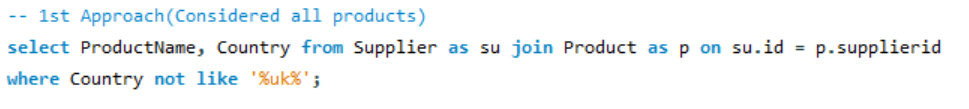 -- 1st Approach(Considered all products)
select ProductName, Country from Supplier as su join Product as p on su.id = p.supplierid
where Country not like '%uk%';